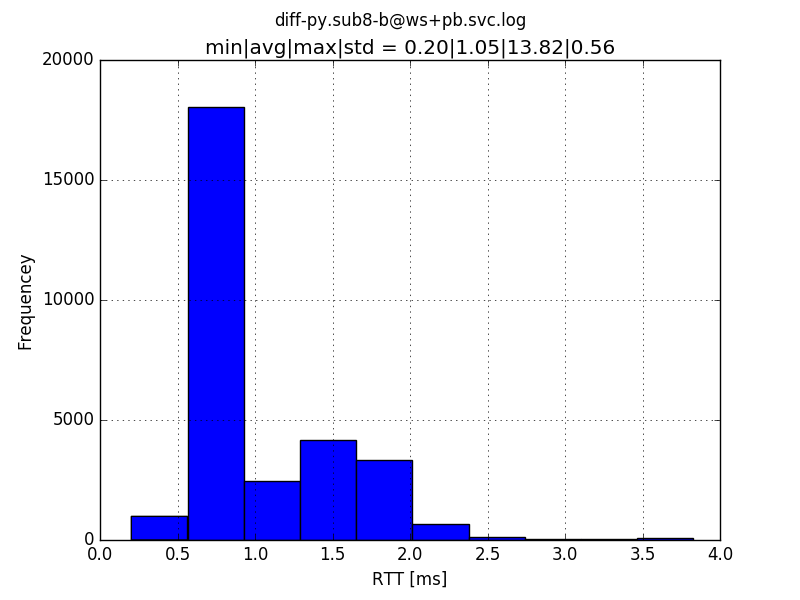 diff-py.sub8-b@ws+pb.svc.log
min|avg|max|std = 0.20|1.05|13.82|0.56
20000
15000
10000
5000
0
Frequencey
0.0 0.5 1.0 1.5 2.0 2.5 3.0 3.5 4.0
RTT [ms]